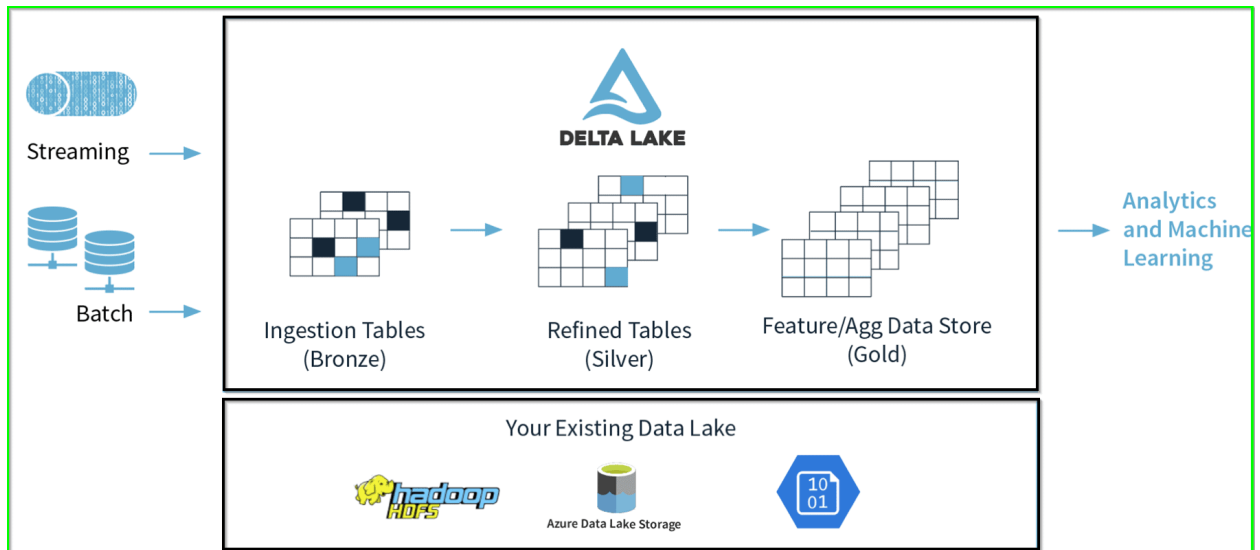 DELTA LAKE
Streaming
Batch
Ingestion Tables
(Bronze)
Refined Tables
(Silver)
Feature/Agg Data Store
(Gold)
Analytics
and Machine
Learning
Your Existing Data Lake
hadoop
HDFS
Azure Data Lake Storage
10
01